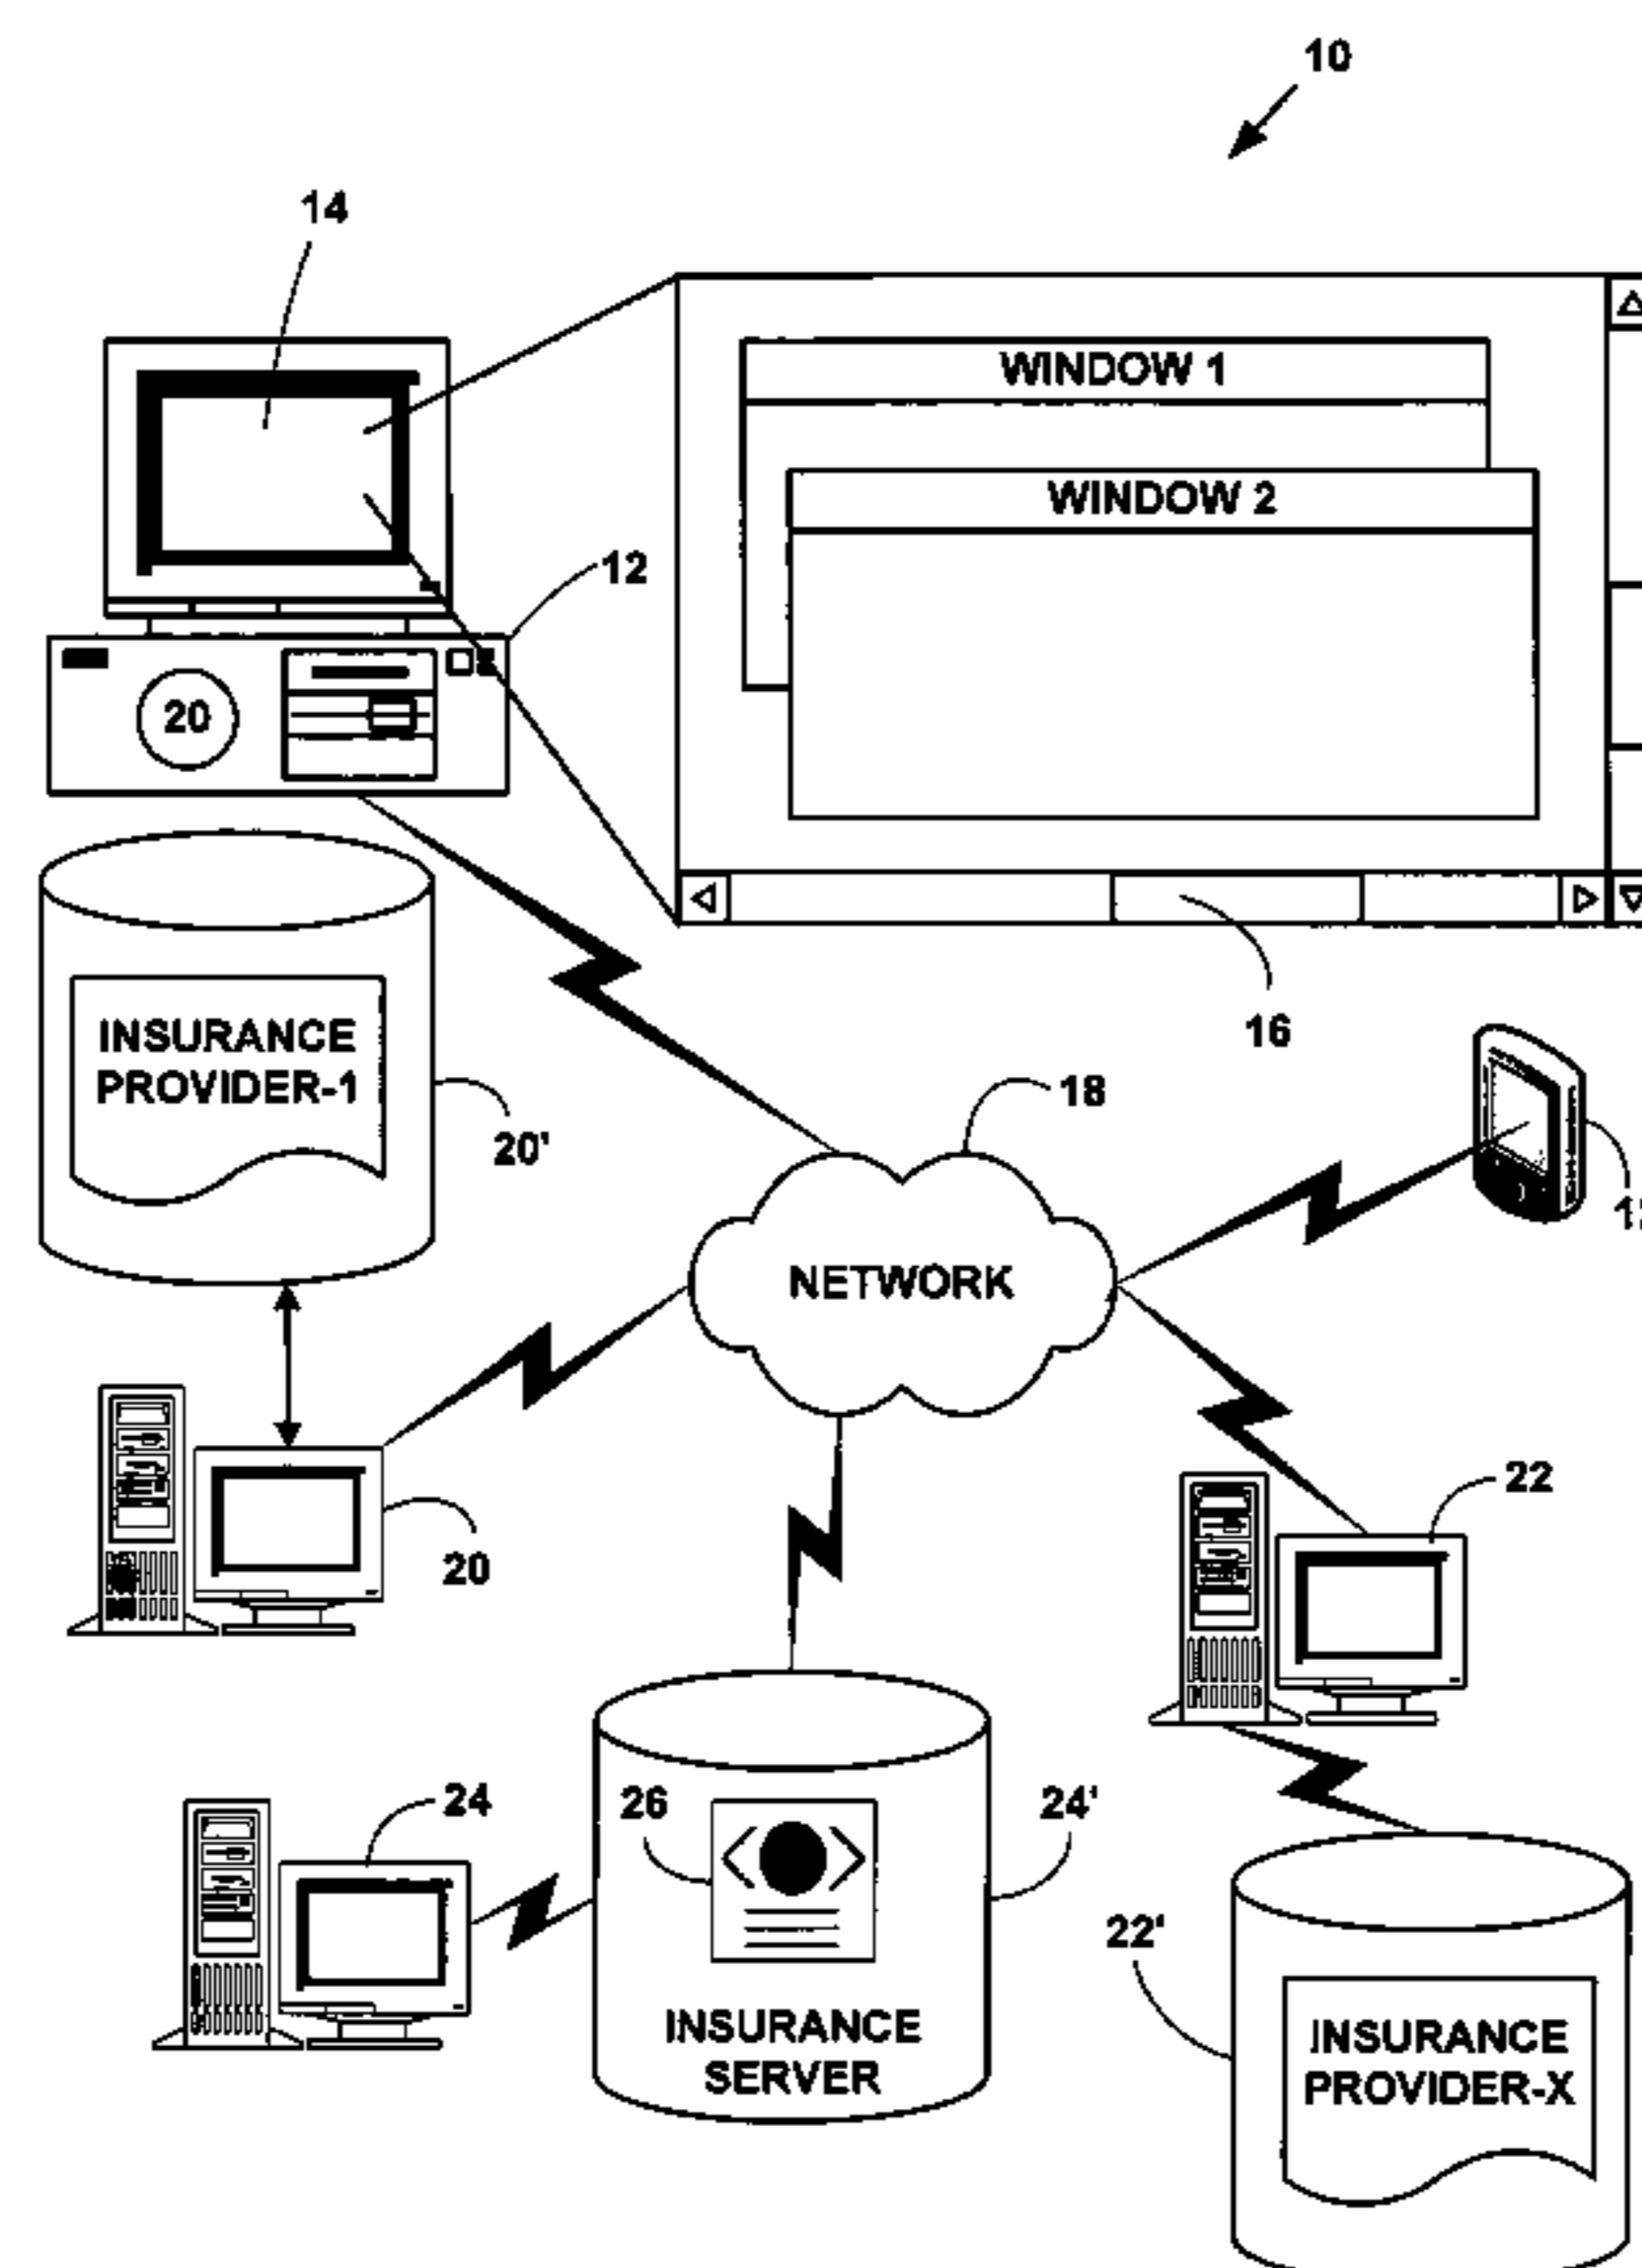 10
14
WINDOW 1
WINDOW 2
12
20
16
INSURANCE
PROVIDER-1
20'
18
NETWORK
22
20
24
26
24'
22'
INSURANCE
SERVER
INSURANCE
PROVIDER-X